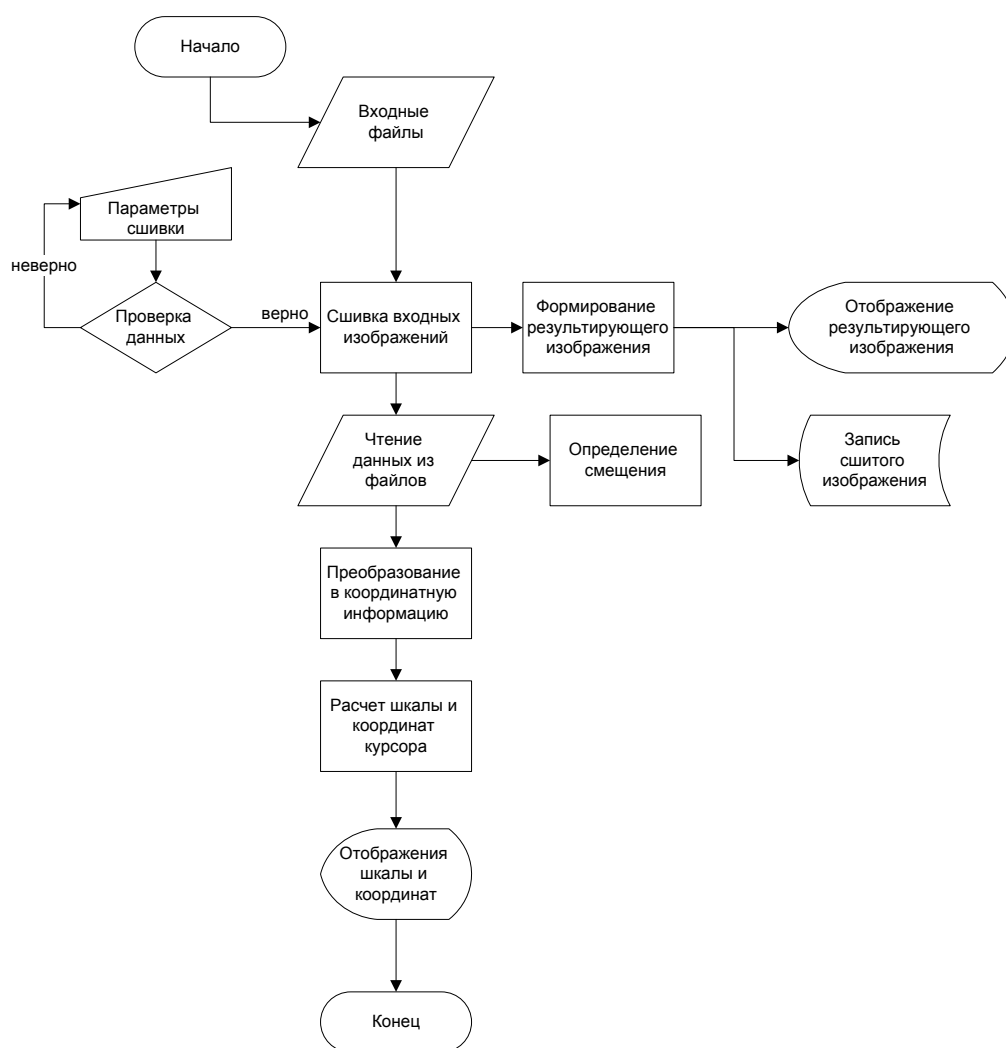 Начало
Входные
файлы
Параметры
сшивки
неверно
Проверка
данных
верно
Сшивка входных
изображений
Формирование
результирующего
изображения
Отображение
результирующего
изображения
Чтение
данных из
файлов
Определение
смещения
Запись
сшитого
изображения
Преобразование
в координатную
информацию
Расчет шкалы и
координат
курсора
Отображения
шкалы и
координат
Конец